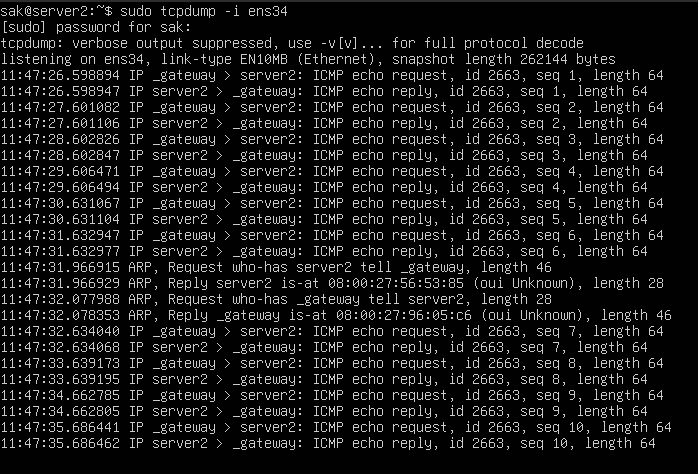 sak@server2:~$ sudo tcpdump -i ens34
[sudo] password for sak:
tcpdump: verbose output suppressed, use -v[v]... for full protocol decode
listening on ens34, link-type EN10MB (Ethernet), snapshot length 262144 bytes
11:47:26.598894 IP _gateway > server2: ICMP echo request, id 2663, seq 1, length 64
11:47:26.598947 IP server2 > _gateway: ICMP echo reply, id 2663, seq 1, length 64
11:47:27.601082 IP _gateway > server2: ICMP echo request, id 2663, seq 2, length 64
11:47:27.601106 IP server2 > _gateway: ICMP echo reply, id 2663, seq 2, length 64
11:47:28.602826 IP _gateway > server2: ICMP echo request, id 2663, seq 3, length 64
11:47:28.602847 IP server2 > _gateway: ICMP echo reply, id 2663, seq 3, length 64
11:47:29.606471 IP _gateway > server2: ICMP echo request, id 2663, seq 4, length 64
11:47:29.606494 IP server2 > _gateway: ICMP echo reply, id 2663, seq 4, length 64
11:47:30.631067 IP _gateway > server2: ICMP echo request, id 2663, seq 5, length 64
11:47:30.631104 IP server2 > _gateway: ICMP echo reply, id 2663, seq 5, length 64
11:47:31.632947 IP _gateway > server2: ICMP echo request, id 2663, seq 6, length 64
11:47:31.632977 IP server2 > _gateway: ICMP echo reply, id 2663, seq 6, length 64
11:47:31.966915 ARP, Request who-has server2 tell _gateway, length 46
11:47:31.966929 ARP, Reply server2 is-at 08:00:27:56:53:85 (oui Unknown), length 28
11:47:32.077988 ARP, Request who-has _gateway tell server2, length 28
11:47:32.078353 ARP, Reply _gateway is-at 08:00:27:96:05:c6 (oui Unknown), length 46
11:47:32.634040 IP _gateway > server2: ICMP echo request, id 2663, seq 7, length 64
11:47:32.634068 IP server2 > _gateway: ICMP echo reply, id 2663, seq 7, length 64
11:47:33.639173 IP _gateway > server2: ICMP echo request, id 2663, seq 8, length 64
11:47:33.639195 IP server2 > _gateway: ICMP echo reply, id 2663, seq 8, length 64
11:47:34.662785 IP _gateway > server2: ICMP echo request, id 2663, seq 9, length 64
11:47:34.662805 IP server2 > _gateway: ICMP echo reply, id 2663, seq 9, length 64
11:47:35.686441 IP _gateway > server2: ICMP echo request, id 2663, seq 10, length 64
11:47:35.686462 IP server2 > _gateway: ICMP echo reply, id 2663, seq 10, length 64